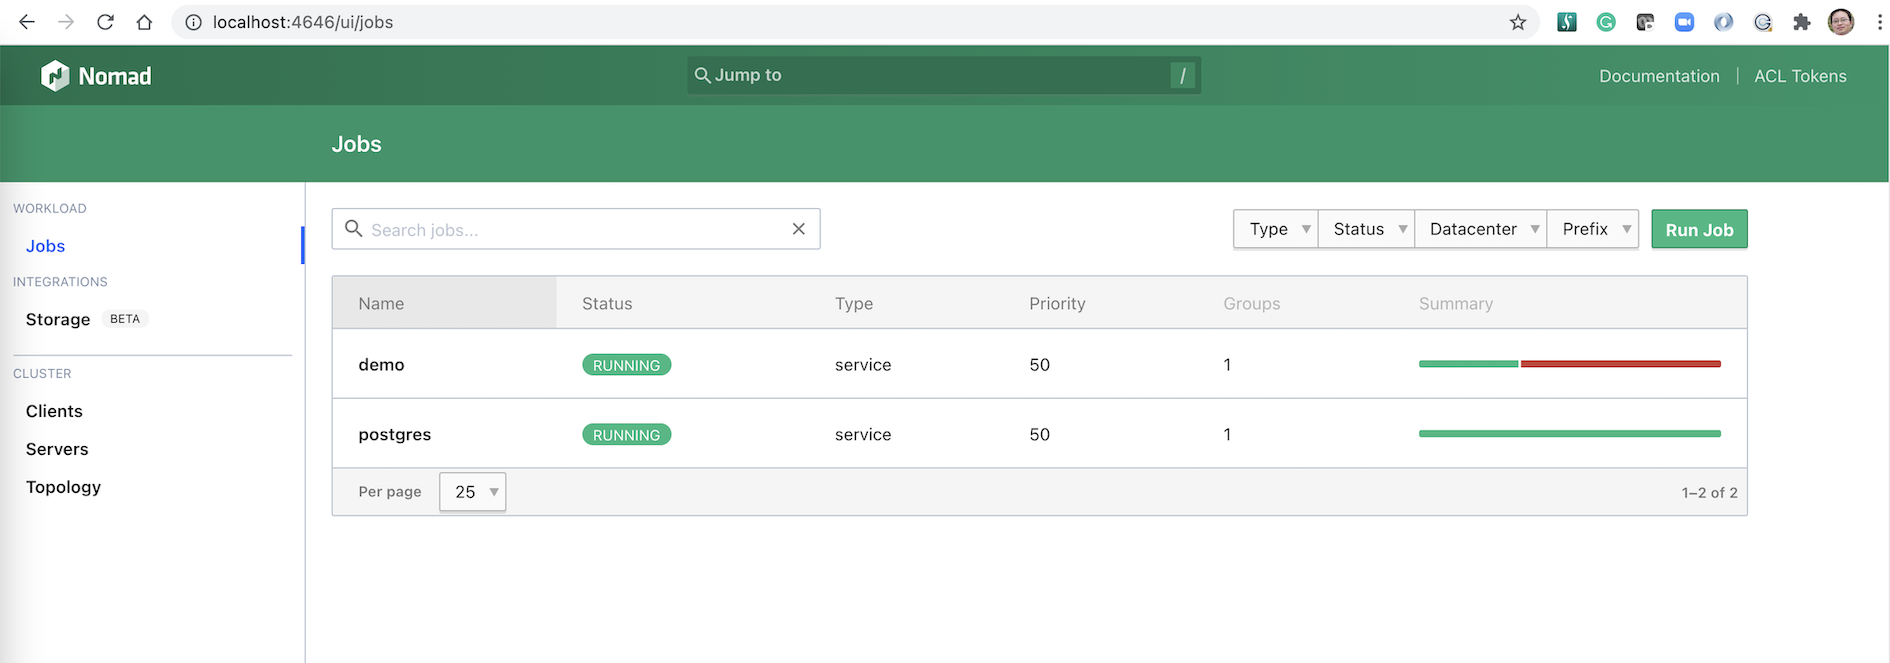 localhost:4646/ui/jobs
Nomad
Jump to /
Documentation | ACL Tokens
Jobs
WORKLOAD
Jobs
INTEGRATIONS
Storage BETA
CLUSTER
Clients
Servers
Topology
Search jobs...
Type Status Datacenter Prefix Run Job
Name Status Type Priority Groups Summary
demo RUNNING service 50 1
postgres RUNNING service 50 1
Per page 25 1–2 of 2